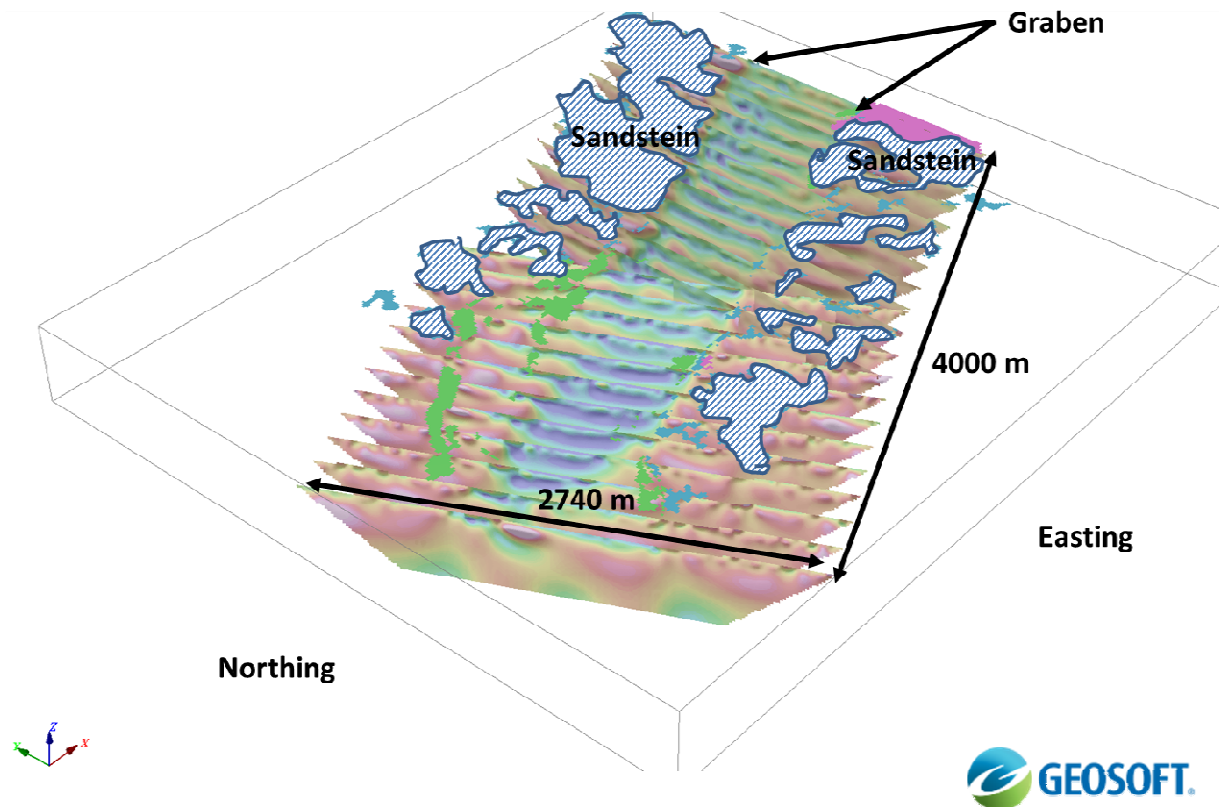 Graben
Sandstein
Sandstein
4000 m
2740 m
Easting
Northing
Z
Y
X
GEOSOFT.